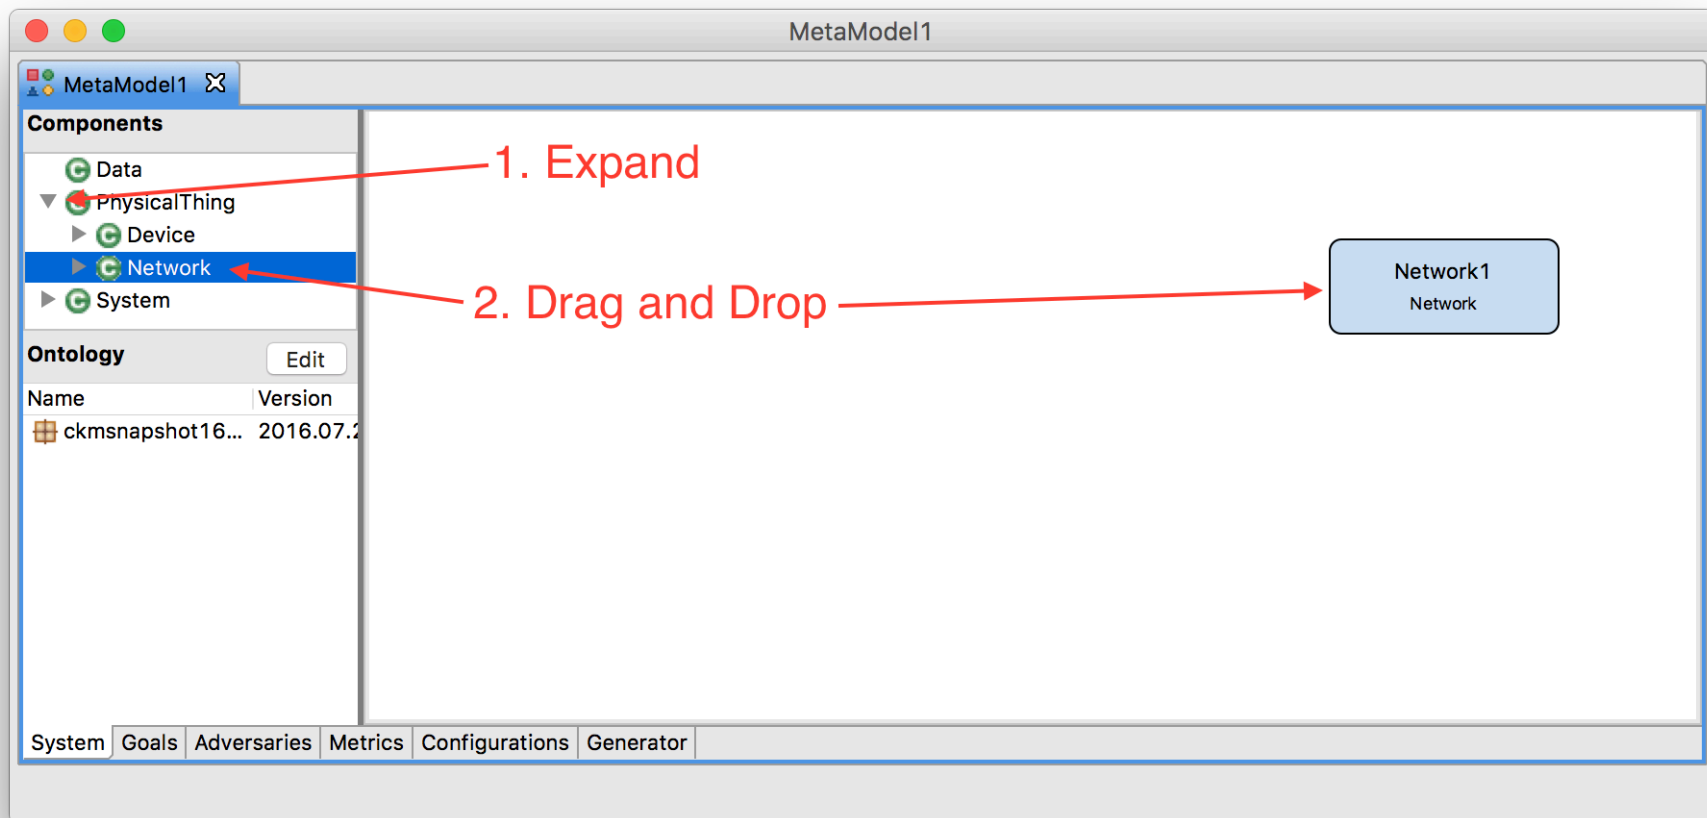 MetaModel1
MetaModel1
Components
Data
PhysicalThing
Device
Network
System
1. Expand
2. Drag and Drop
Network1
Network
Ontology
Edit
Name Version
ckmsnapshot16... 2016.07.2
System Goals Adversaries Metrics Configurations Generator